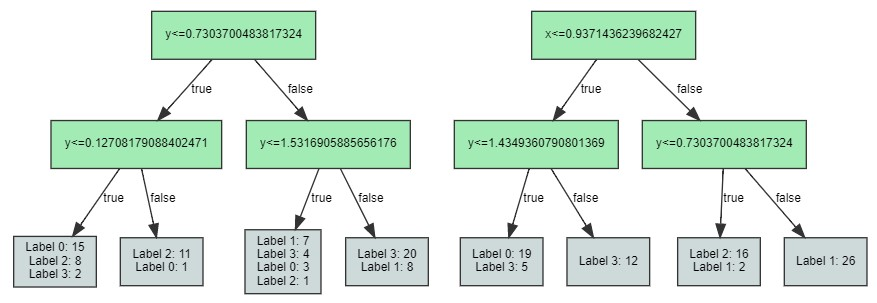 y<=0.7303700483817324
x<=0.9371436239682427
true
false
true
false
y<=0.12708179088402471
y<=1.5316905885656176
y<=1.4349360790801369
y<=0.7303700483817324
true
false
true
false
true
false
true
false
Label 0: 15
Label 2: 8
Label 3: 2
Label 2: 11
Label 0: 1
Label 1: 7
Label 3: 4
Label 0: 3
Label 2: 1
Label 3: 20
Label 1: 8
Label 0: 19
Label 3: 5
Label 3: 12
Label 2: 16
Label 1: 2
Label 1: 26